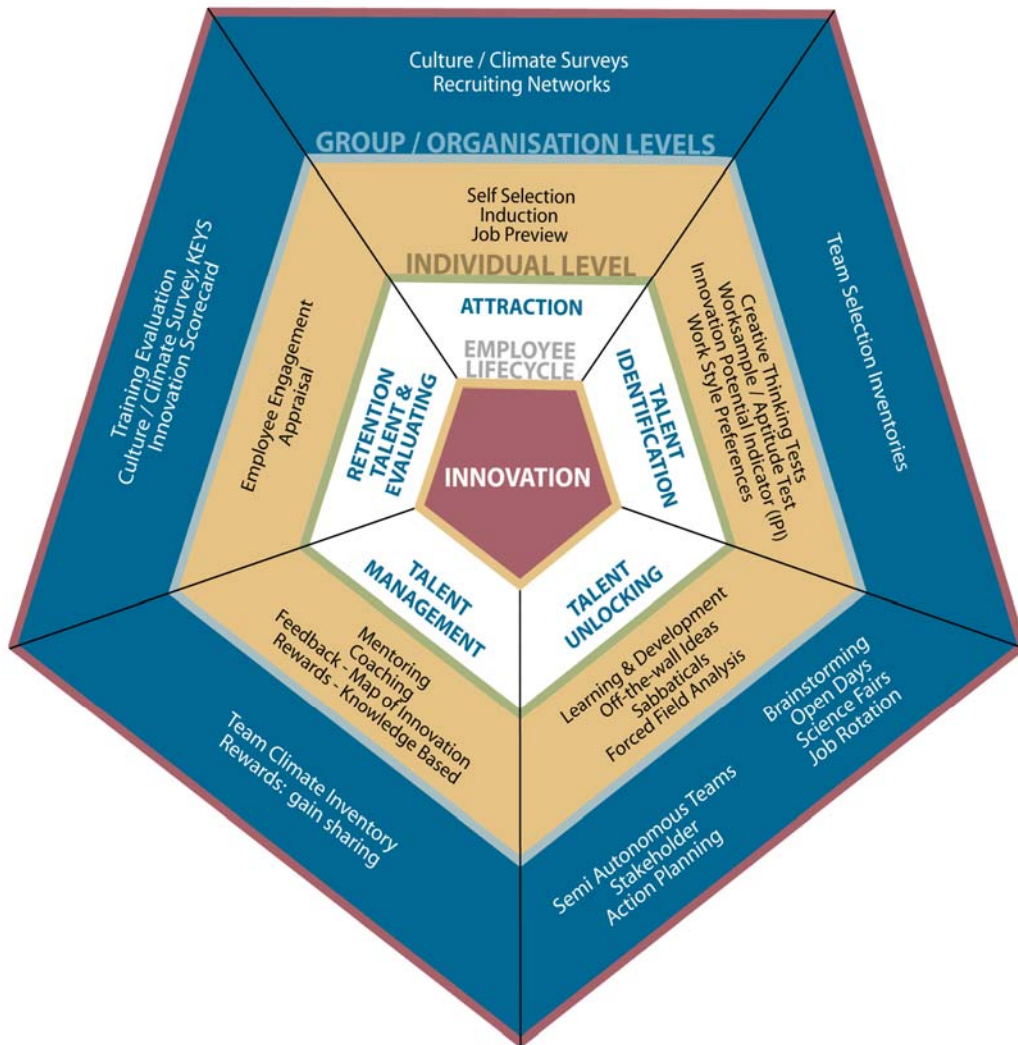 Culture / Climate Surveys
Recruiting Networks
GROUP / ORGANISATION LEVELS
Self Selection
Induction
Job Preview
INDIVIDUAL LEVEL
ATTRACTION
EMPLOYEE
LIFECYCLE
INNOVATION
TALENT
IDENTIFICATION
Creative Thinking Tests
Worksample / Aptitude Test
Innovation Potential Indicator (IPI)
Work Style Preferences
Team Selection Inventories
TALENT
UNLOCKING
Learning & Development
Off-the-wall Ideas
Sabbaticals
Forced Field Analysis
Brainstorming
Open Days
Science Fairs
Job Rotation
Semi Autonomous Teams
Stakeholder
Action Planning
TALENT
MANAGEMENT
Mentoring
Coaching
Feedback - Map of Innovation
Rewards - Knowledge Based
Team Climate Inventory
Rewards: gain sharing
RETENTION
TALENT &
EVALUATING
Employee Engagement
Appraisal
Training Evaluation
Culture / Climate Survey, KEYS
Innovation Scorecard